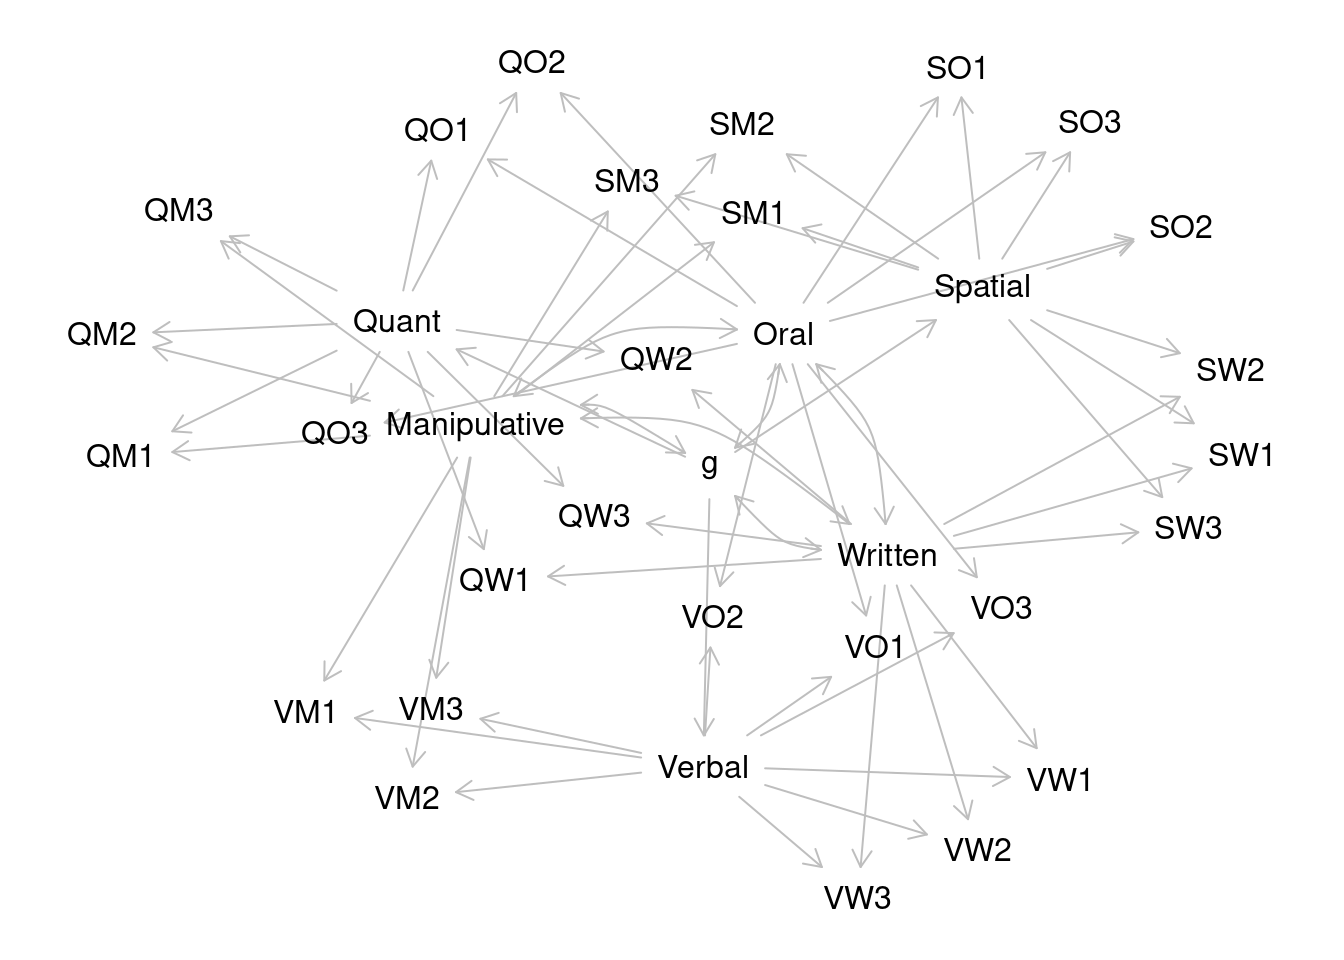 QO2
SO1
SM2
SO3
QO1
SM3
QM3
SM1
SO2
Spatial
Quant
QM2
Oral
QW2
SW2
QO3
Manipulative
QM1
g
SW1
QW3
SW3
Written
QW1
VO3
VO2
VO1
VM1
VM3
Verbal
VW1
VM2
VW2
VW3